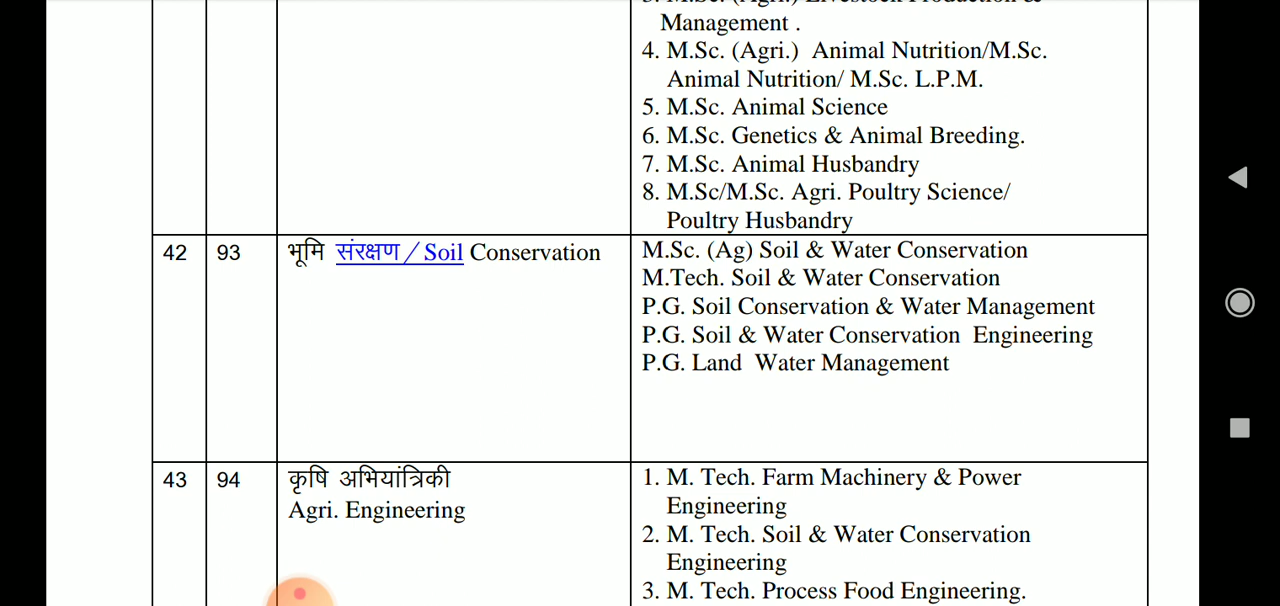 Management .
4. M.Sc. (Agri.) Animal Nutrition/M.Sc.
Animal Nutrition/ M.Sc. L.P.M.
5. M.Sc. Animal Science
6. M.Sc. Genetics & Animal Breeding.
7. M.Sc. Animal Husbandry
8. M.Sc/M.Sc. Agri. Poultry Science/
Poultry Husbandry
42 93 भूमि संरक्षण / Soil Conservation
M.Sc. (Ag) Soil & Water Conservation
M.Tech. Soil & Water Conservation
P.G. Soil Conservation & Water Management
P.G. Soil & Water Conservation Engineering
P.G. Land Water Management
43 94 कृषि अभियांत्रिकी
Agri. Engineering
1. M. Tech. Farm Machinery & Power
Engineering
2. M. Tech. Soil & Water Conservation
Engineering
3. M. Tech. Process Food Engineering.